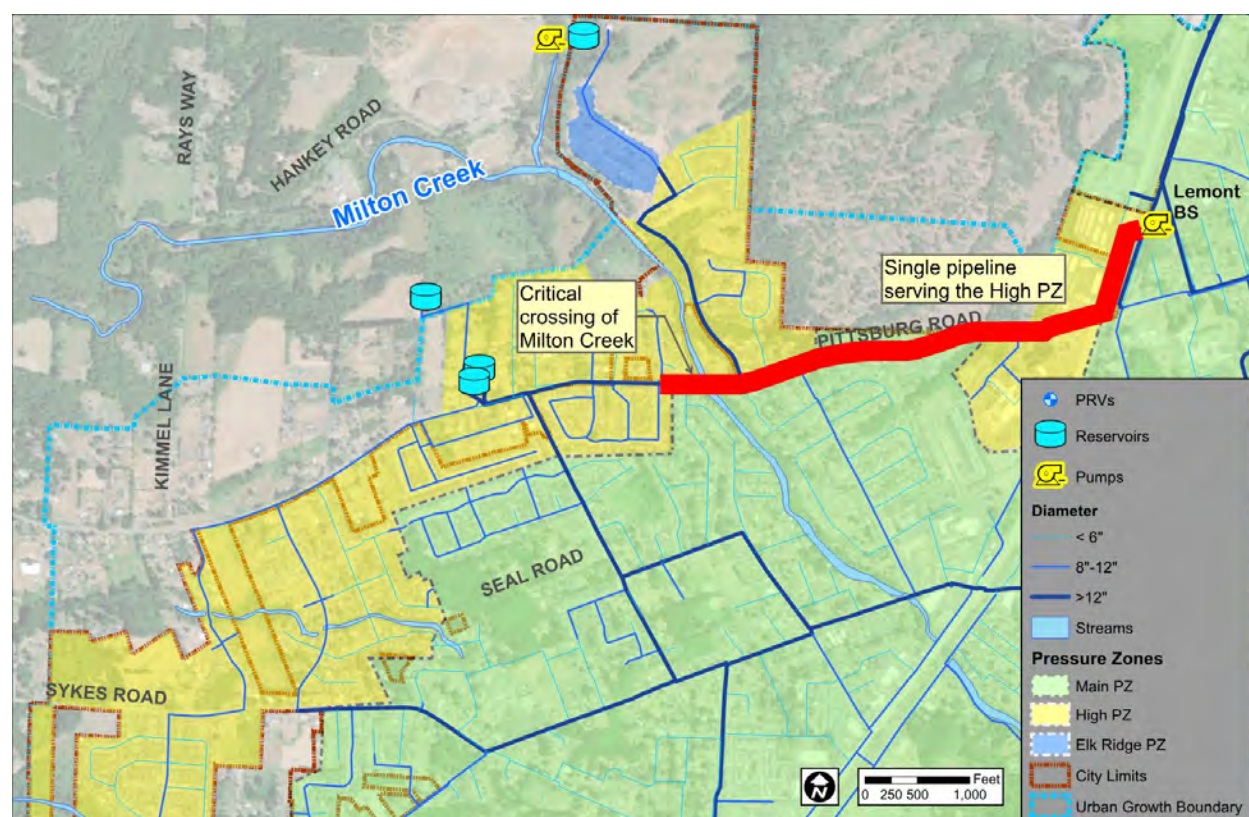 RAYS WAY
HANKEY ROAD
Milton Creek
Lemont
BS
Single pipeline
serving the High PZ
Critical
crossing of
Milton Creek
PITTSBURG ROAD
KIMMEL LANE
SEAL ROAD
SYKES ROAD
PRVs
Reservoirs
Pumps
Diameter
< 6"
8"-12"
>12"
Streams
Pressure Zones
Main PZ
High PZ
Elk Ridge PZ
City Limits
Urban Growth Boundary
N
Feet
0 250 500 1,000